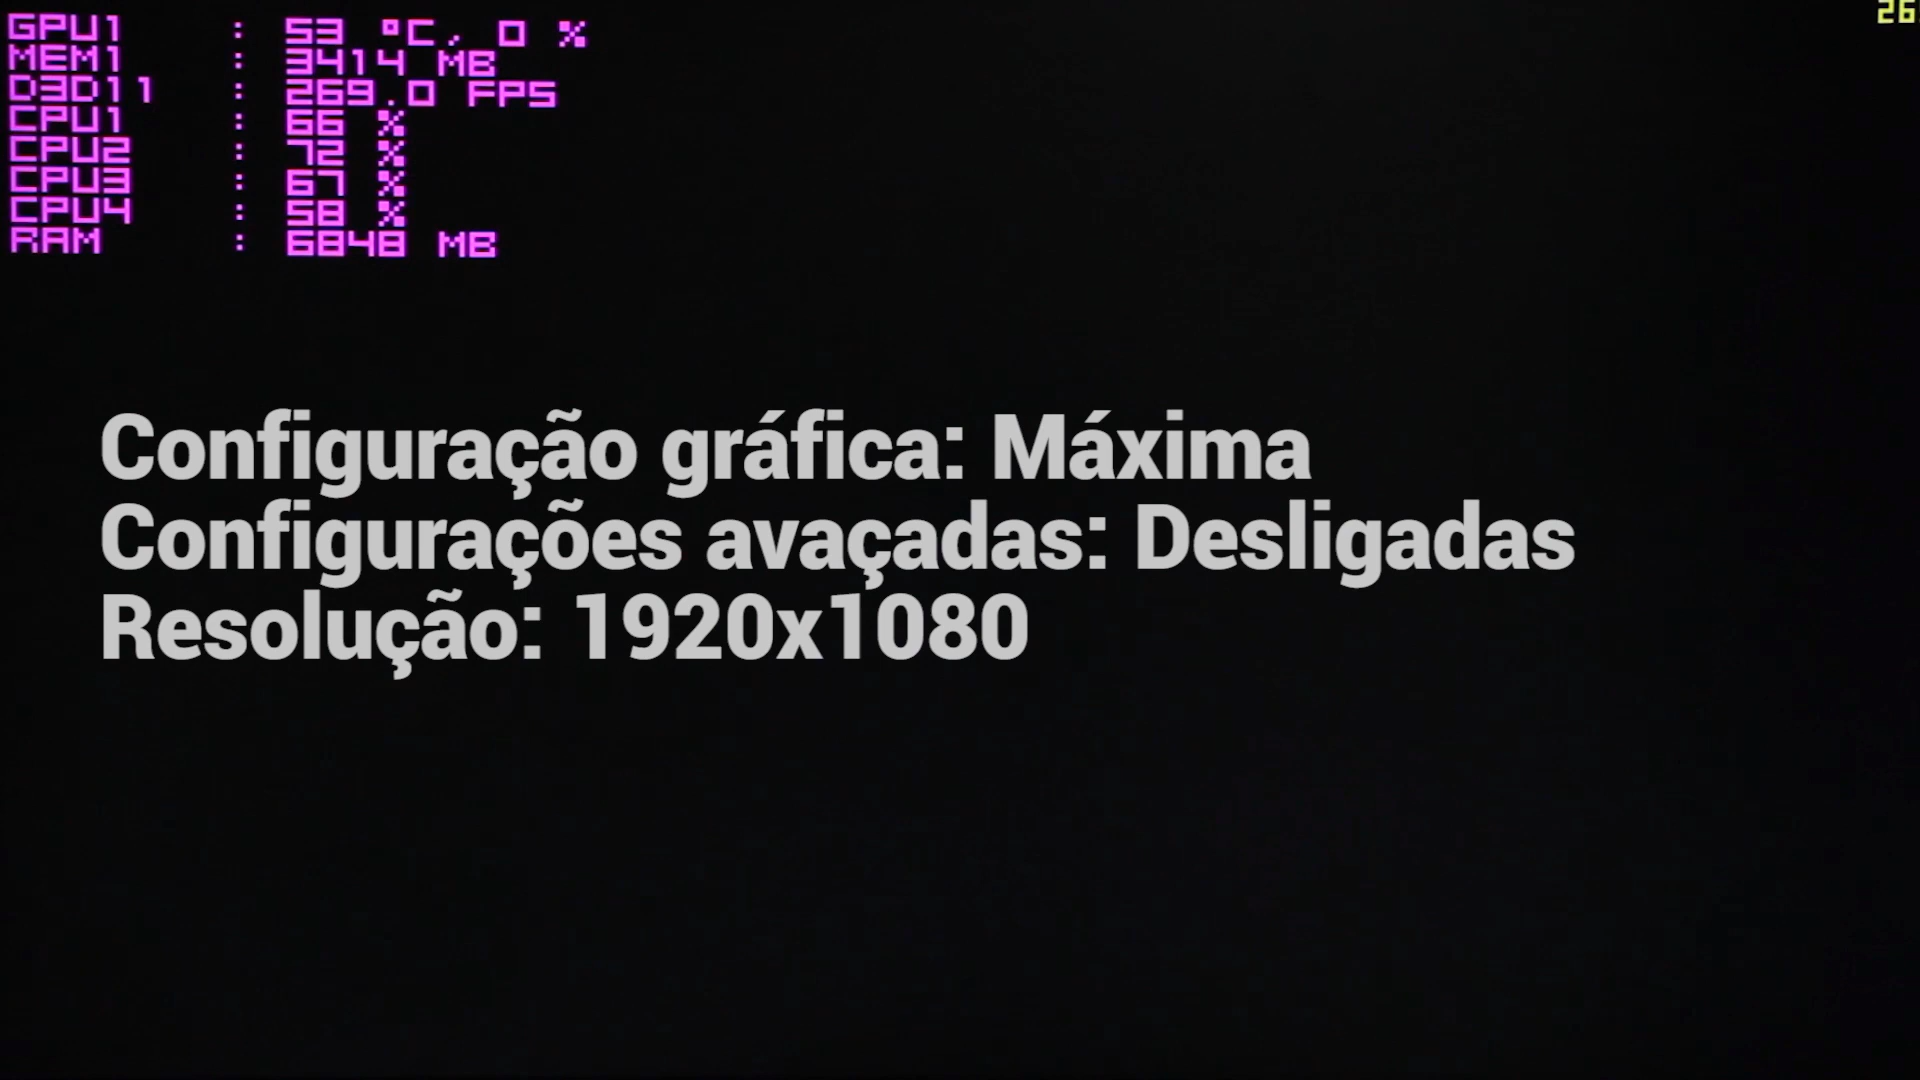 GPU1 : 53 °C, 0 %
MEM1 : 3414 MB
D3D11 : 269.0 FPS
CPU1 : 66 %
CPU2 : 72 %
CPU3 : 67 %
CPU4 : 58 %
RAM : 6848 MB
26
Configuração gráfica: Máxima
Configurações avaçadas: Desligadas
Resolução: 1920x1080